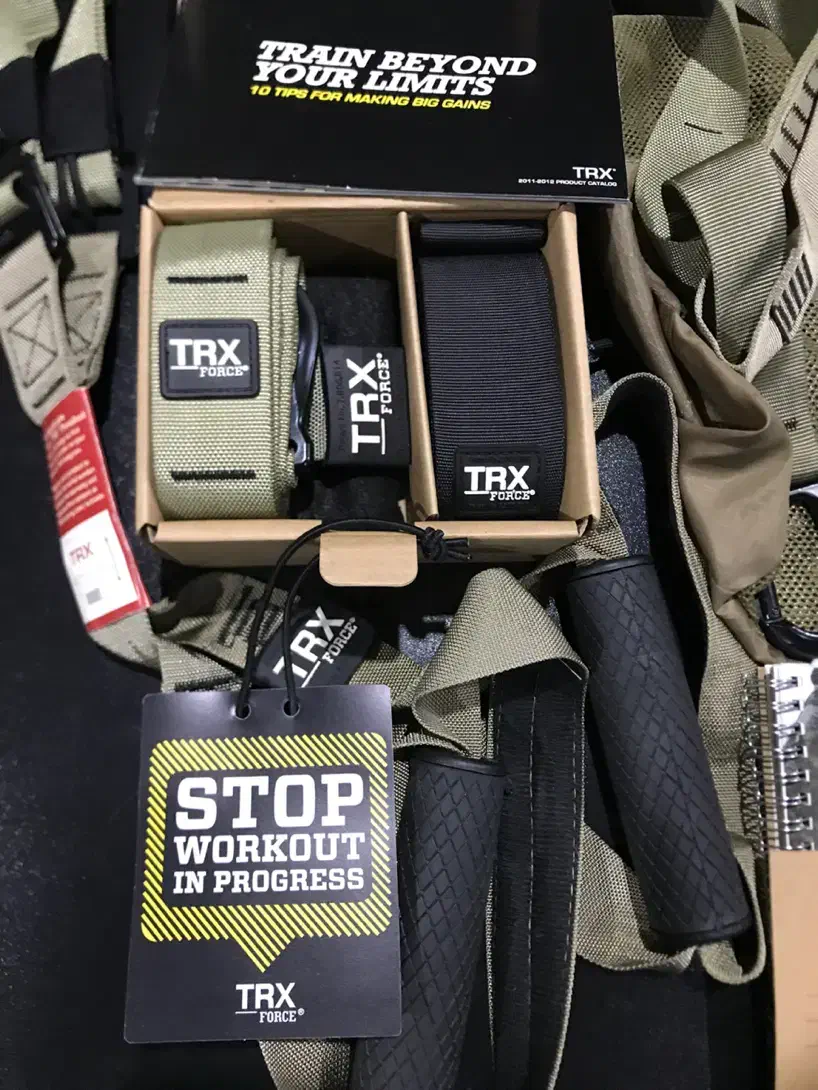 TRAIN BEYOND
YOUR LIMITS
10 TIPS FOR MAKING BIG GAINS
TRX®
2011-2012 PRODUCT CATALOG
TRX
FORCE®
TRX
FORCE®
TRX
FORCE®
TRX
TRX
FORCE®
STOP
WORKOUT
IN PROGRESS
TRX
FORCE®